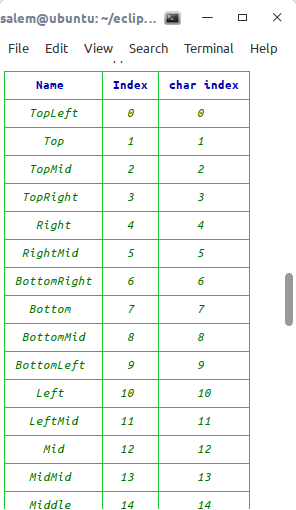 salem@ubuntu: ~/eclip...
File Edit View Search Terminal Help
Name Index char index
TopLeft 0 0
Top 1 1
TopMid 2 2
TopRight 3 3
Right 4 4
RightMid 5 5
BottomRight 6 6
Bottom 7 7
BottomMid 8 8
BottomLeft 9 9
Left 10 10
LeftMid 11 11
Mid 12 12
MidMid 13 13
Middle 14 14